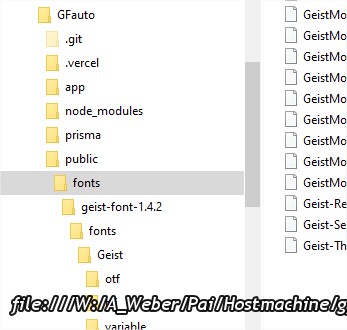 GFauto
.git
.vercel
app
node_modules
prisma
public
fonts
geist-font-1.4.2
fonts
Geist
otf
variable
GeistMo
GeistMo
GeistMo
GeistMo
GeistMo
GeistMo
GeistMo
GeistMo
GeistMo
Geist-Re
Geist-Se
Geist-Th
file:///W:/A_Weber/Pai/Hostmachine/g